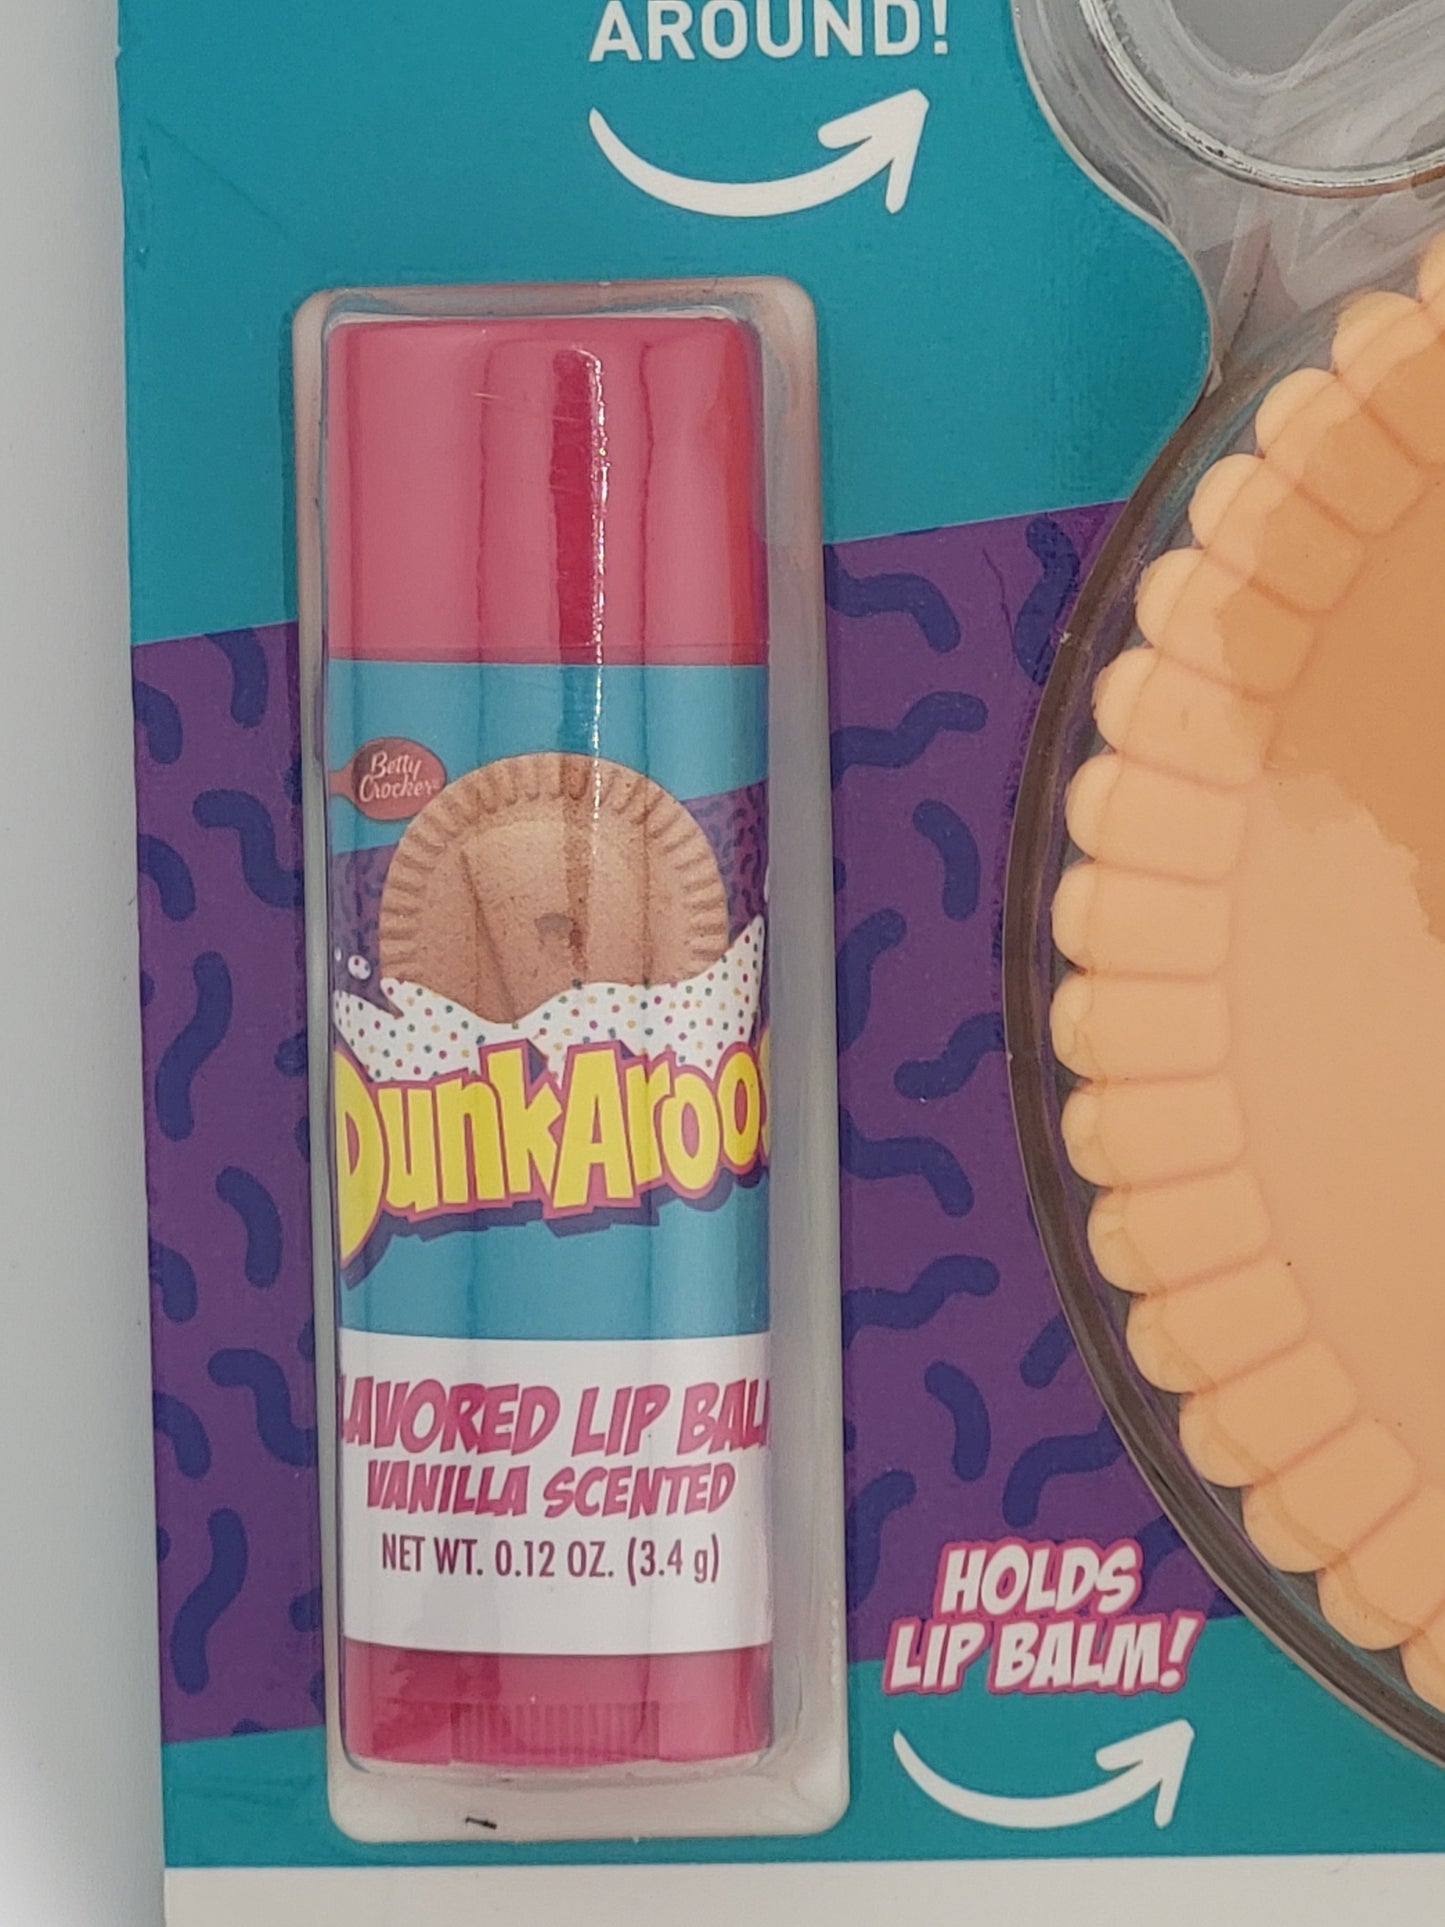 AROUND!
Betty
Crocker
DunkAroo
LAVORED LIP BAL
VANILLA SCENTED
NET WT. 0.12 OZ. (3.4 g)
HOLDS
LIP BALM!